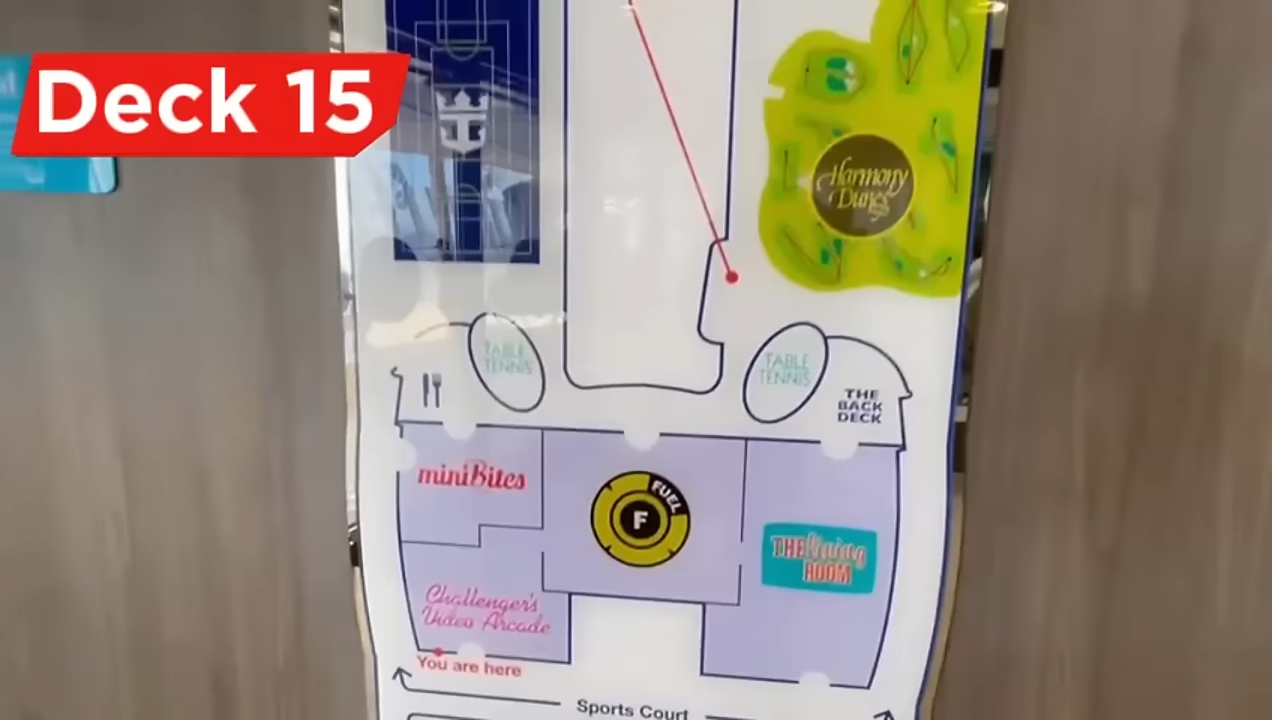 Deck 15
Harmony
Dunes
TABLE
TENNIS
TABLE
TENNIS
THE
BACK
DECK
miniBites
FUEL
F
THE Living
ROOM
Challenger's
Video Arcade
You are here
Sports Court